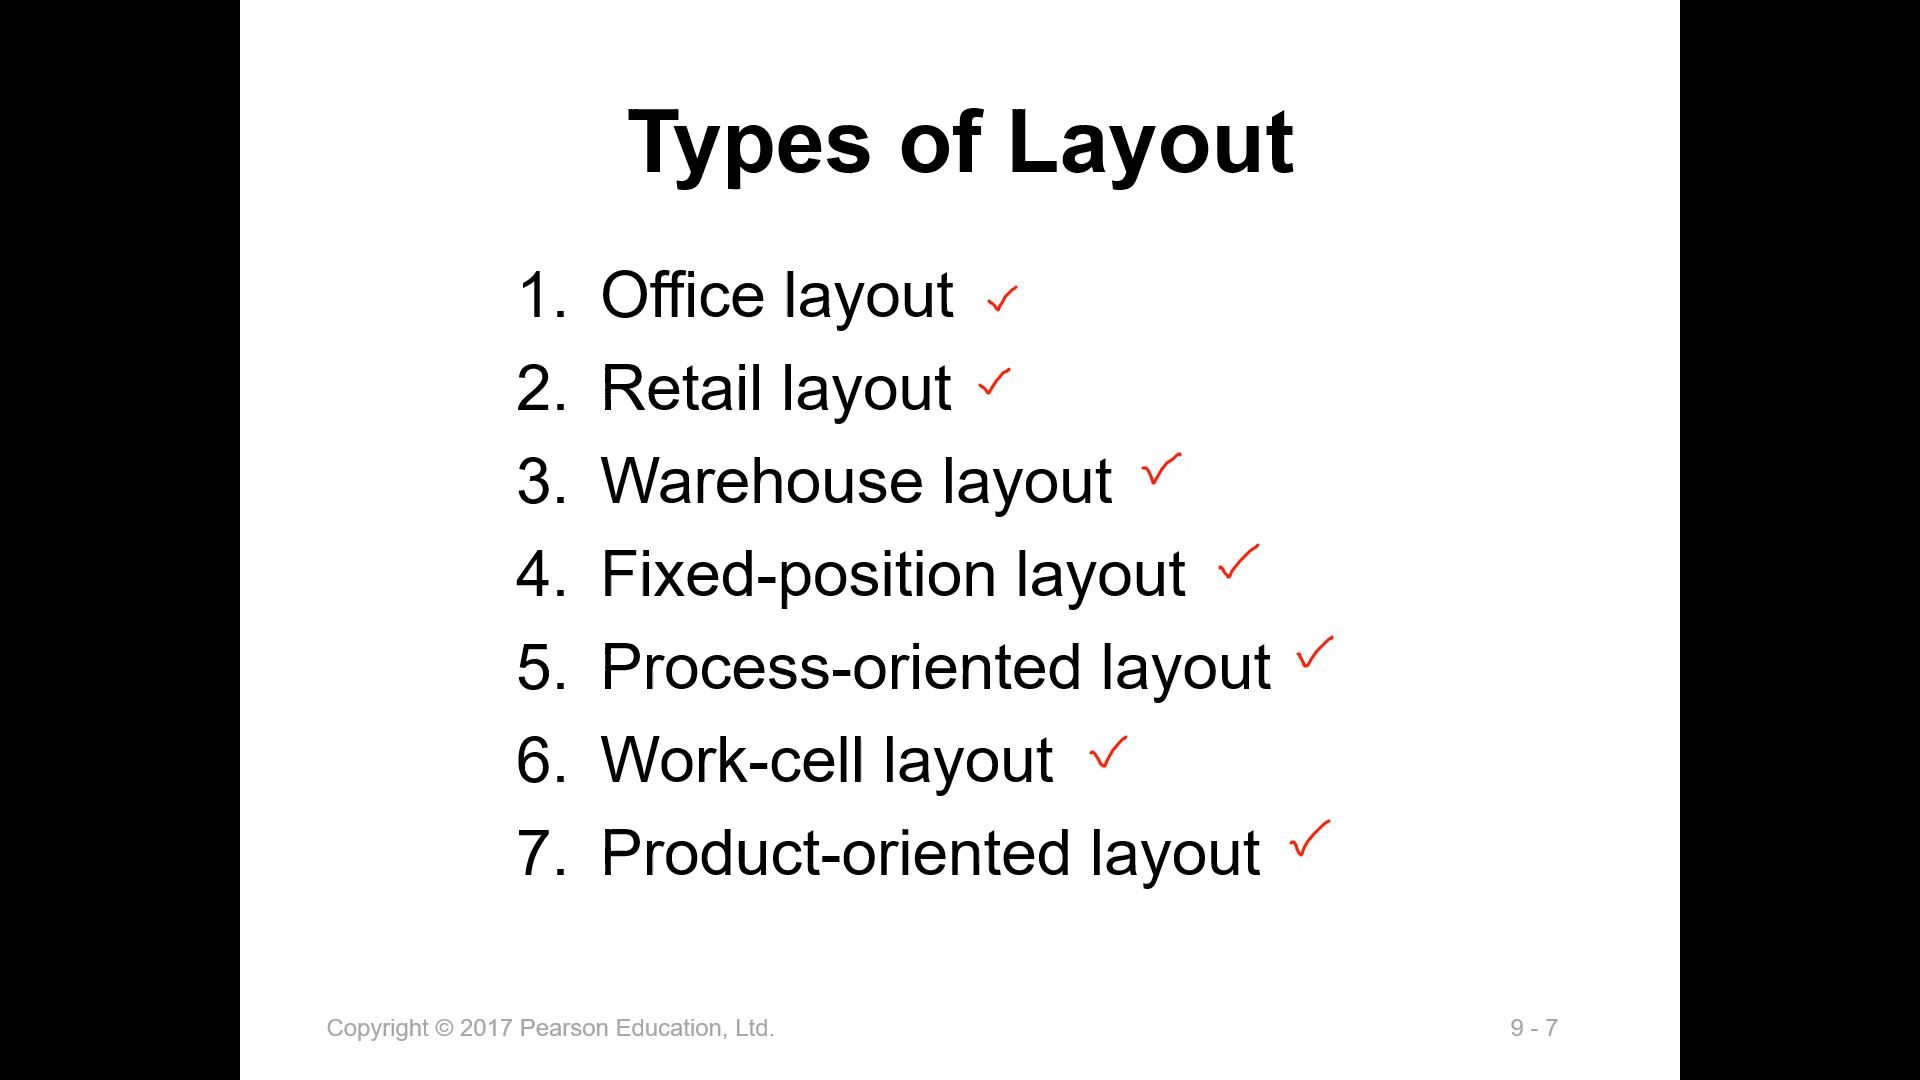 Types of Layout
1. Office layout ✓
2. Retail layout ✓
3. Warehouse layout ✓
4. Fixed-position layout ✓
5. Process-oriented layout ✓
6. Work-cell layout ✓
7. Product-oriented layout ✓
Copyright © 2017 Pearson Education, Ltd.
9 - 7